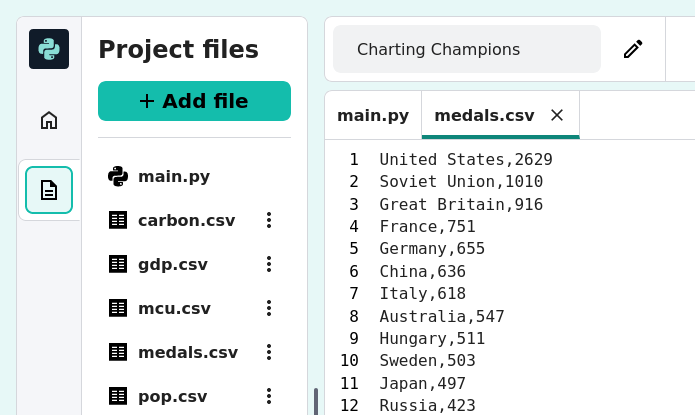 Project files
+ Add file
main.py
carbon.csv
gdp.csv
mcu.csv
medals.csv
pop.csv
Charting Champions
main.py
medals.csv
1 United States,2629
2 Soviet Union,1010
3 Great Britain,916
4 France,751
5 Germany,655
6 China,636
7 Italy,618
8 Australia,547
9 Hungary,511
10 Sweden,503
11 Japan,497
12 Russia,423